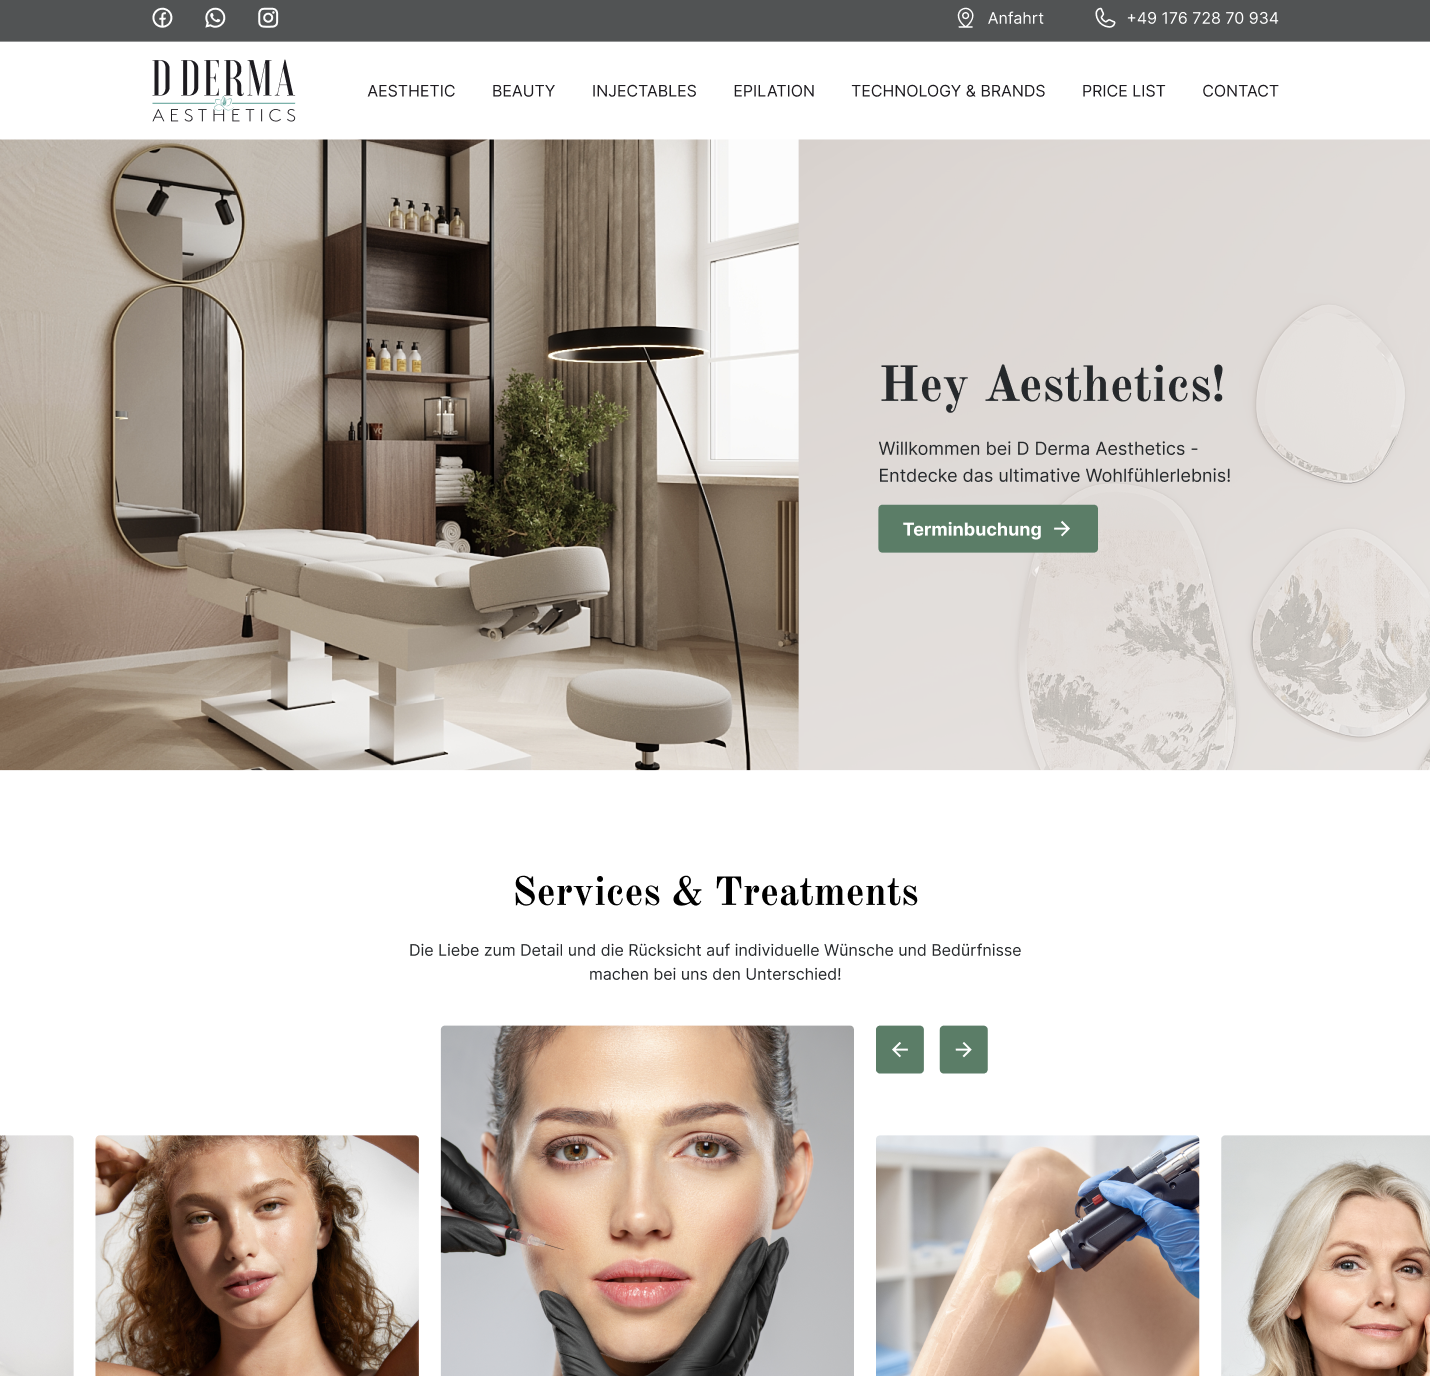 Anfahrt
+49 176 728 70 934
D DERMA
AESTHETICS
AESTHETIC
BEAUTY
INJECTABLES
EPILATION
TECHNOLOGY & BRANDS
PRICE LIST
CONTACT
Hey Aesthetics!
Willkommen bei D Derma Aesthetics -
Entdecke das ultimative Wohlfühlerlebnis!
Terminbuchung
Services & Treatments
Die Liebe zum Detail und die Rücksicht auf individuelle Wünsche und Bedürfnisse
machen bei uns den Unterschied!